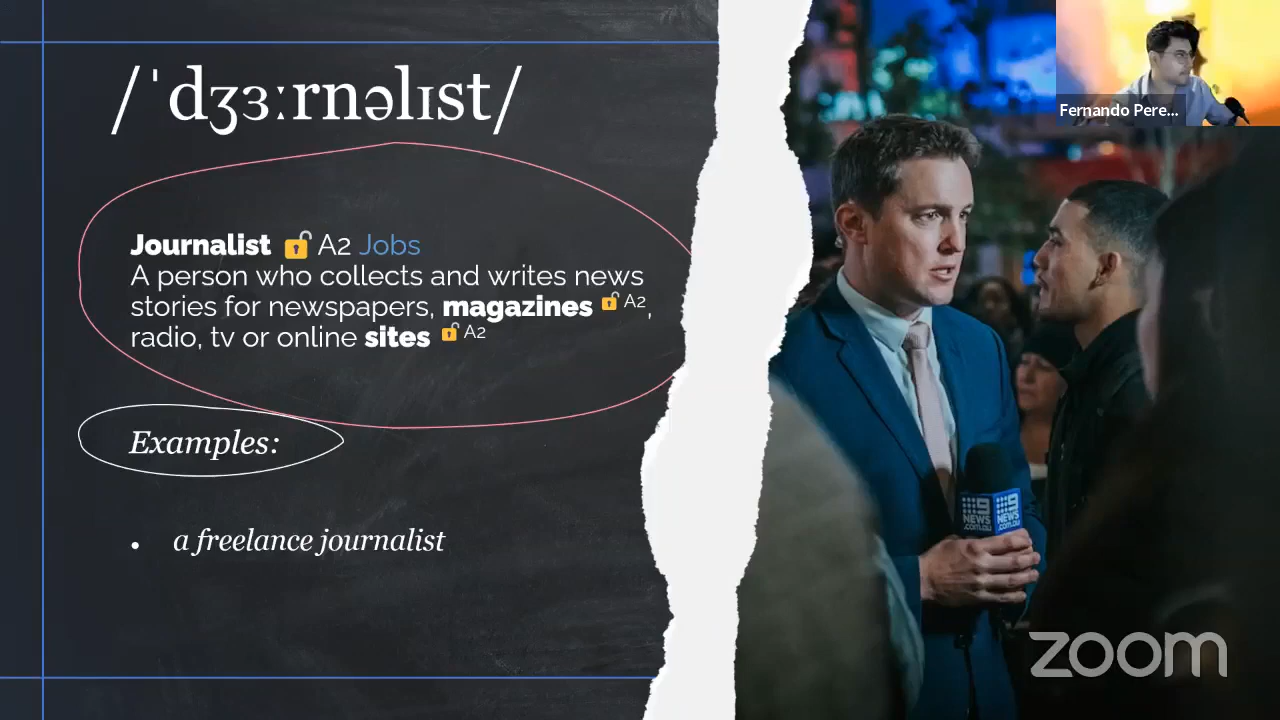 /ˈdʒɜːrnəlɪst/
Fernando Pere...
Journalist 🔓 A2 Jobs
A person who collects and writes news
stories for newspapers, magazines 🔓 A2,
radio, tv or online sites 🔓 A2
Examples:
• a freelance journalist
9 9
NEWS NEWS
.com.au .com.au
zoom